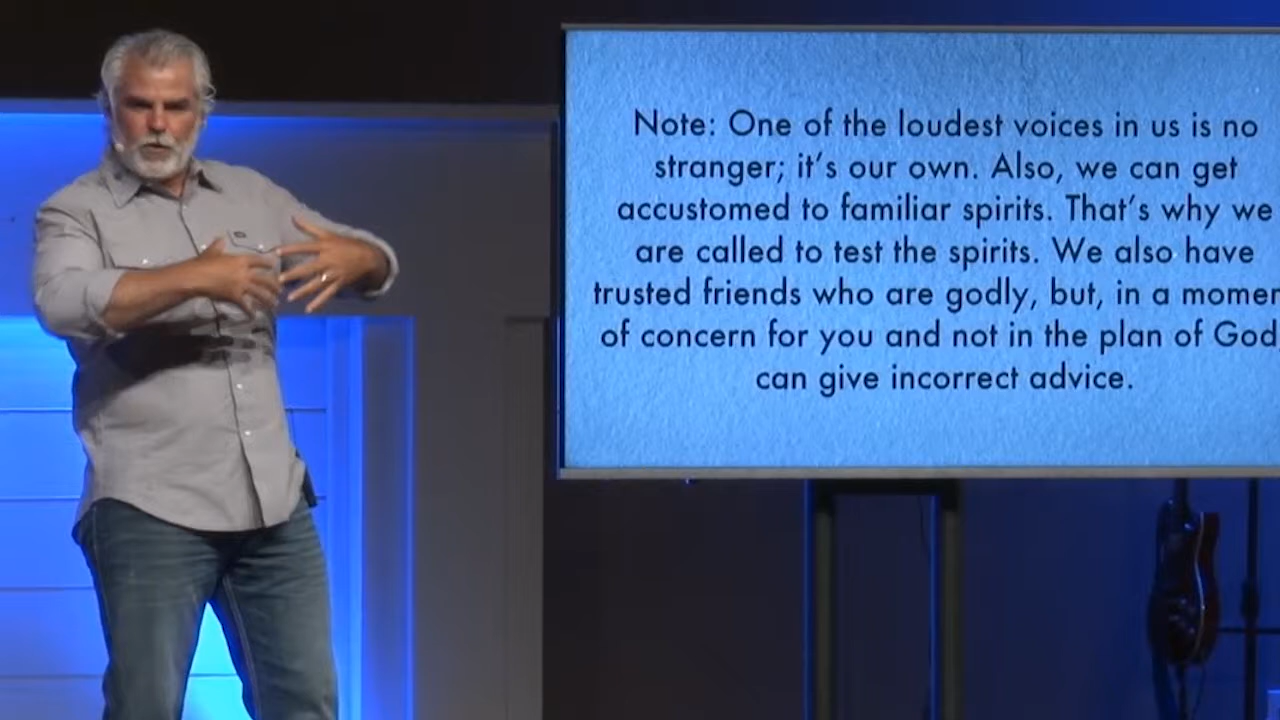 Note: One of the loudest voices in us is no
stranger; it's our own. Also, we can get
accustomed to familiar spirits. That's why we
are called to test the spirits. We also have
trusted friends who are godly, but, in a momen
of concern for you and not in the plan of God,
can give incorrect advice.